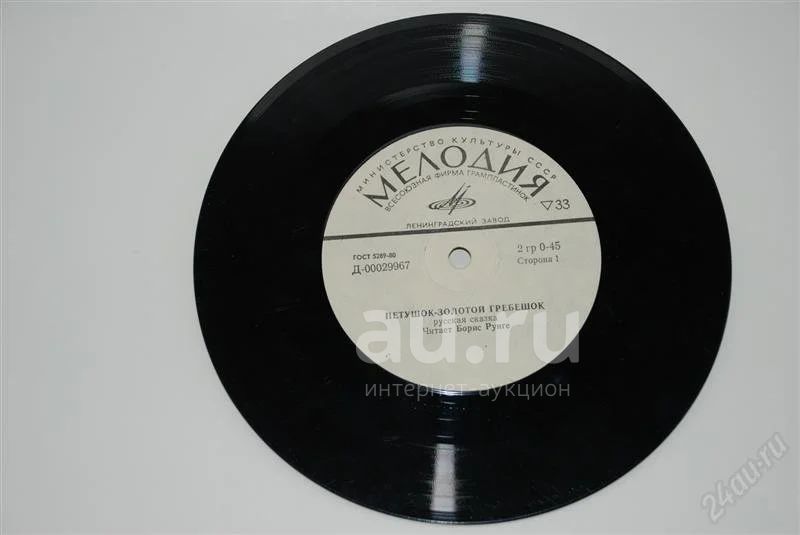 МИНИСТЕРСТВО КУЛЬТУРЫ СССР
МЕЛОДИЯ
ВСЕСОЮЗНАЯ ФИРМА ГРАМПЛАСТИНОК
▽33
ЛЕНИНГРАДСКИЙ ЗАВОД
ГОСТ 5289-80
Д-00029967
2 гр 0-45
Сторона 1
ПЕТУШОК-ЗОЛОТОЙ ГРЕБЕШОК
русская сказка
Читает Борис Рунге
au.ru
интернет-аукцион
24au.ru